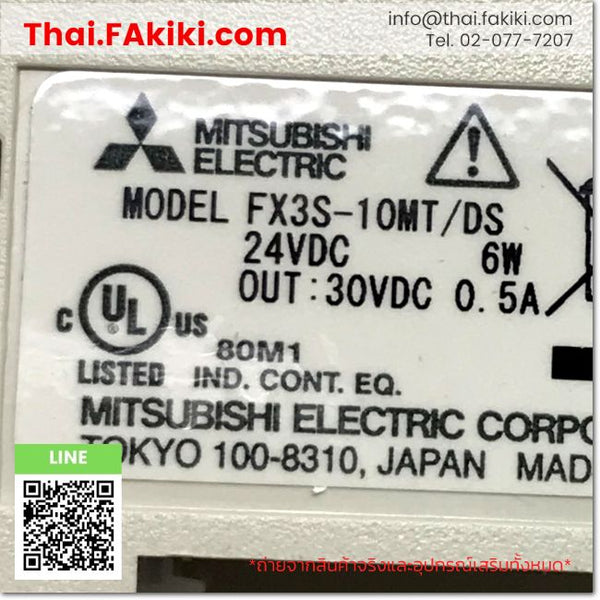 Thai.FAkiki.com
info@thai.fakiki.com
Tel. 02-077-7207
MITSUBISHI
ELECTRIC
MODEL FX3S-10MT/DS
24VDC 6W
OUT:30VDC 0.5A
C UL ® US
80M1
LISTED IND. CONT. EQ.
MITSUBISHI ELECTRIC CORPO
TOKYO 100-8310, JAPAN MAD
LINE
*ถ่ายจากสินค้าจริงและอุปกรณ์เสริมทั้งหมด*